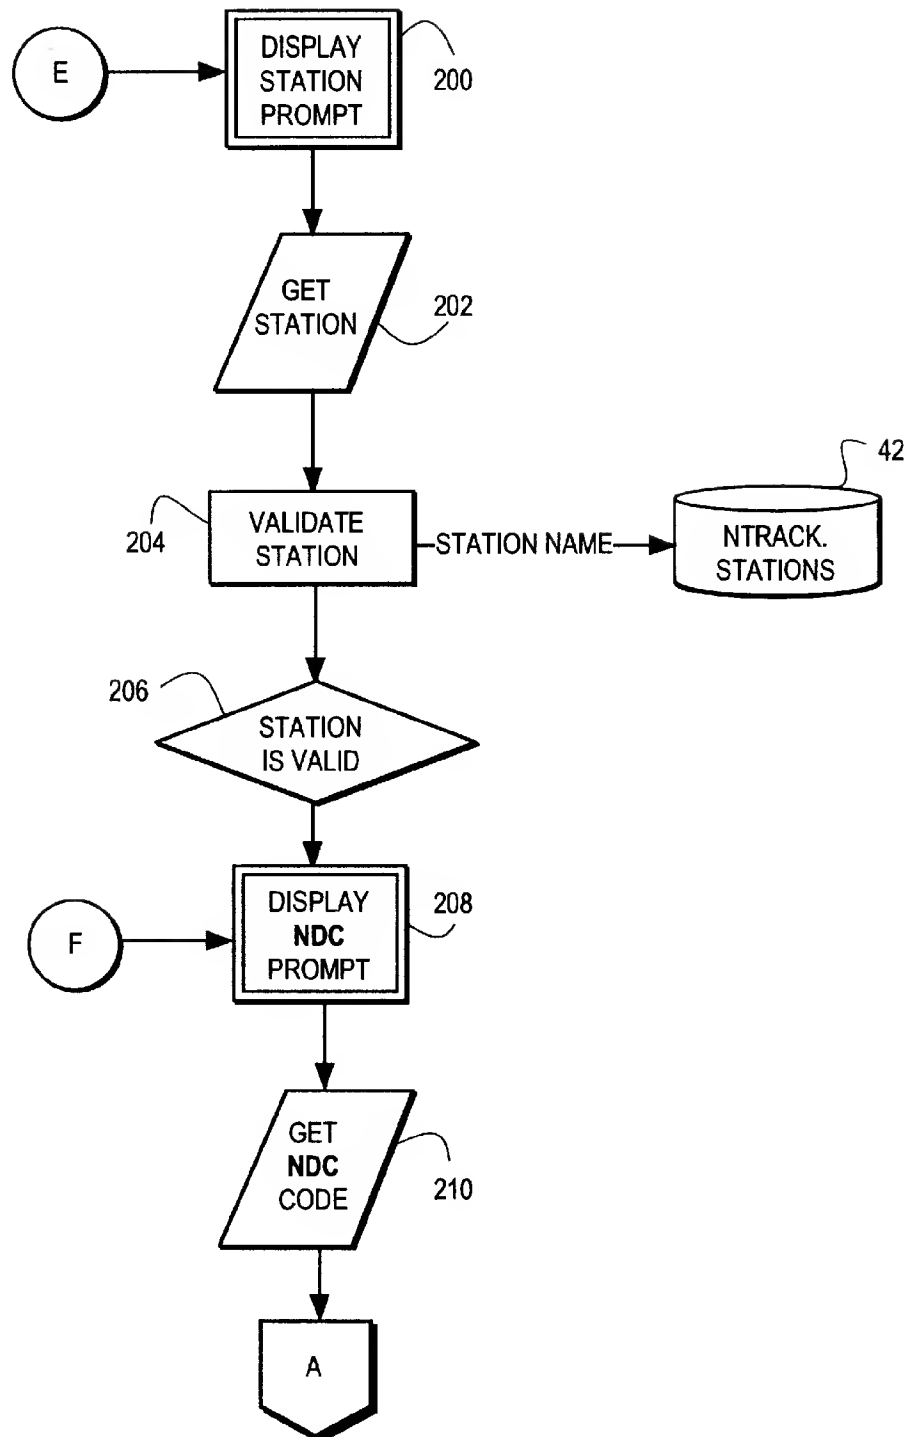 E
DISPLAY
STATION
PROMPT
200
GET
STATION
202
42
204
VALIDATE
STATION
STATION NAME
NTRACK.
STATIONS
206
STATION
IS VALID
F
DISPLAY
NDC
PROMPT
208
GET
NDC
CODE
210
A